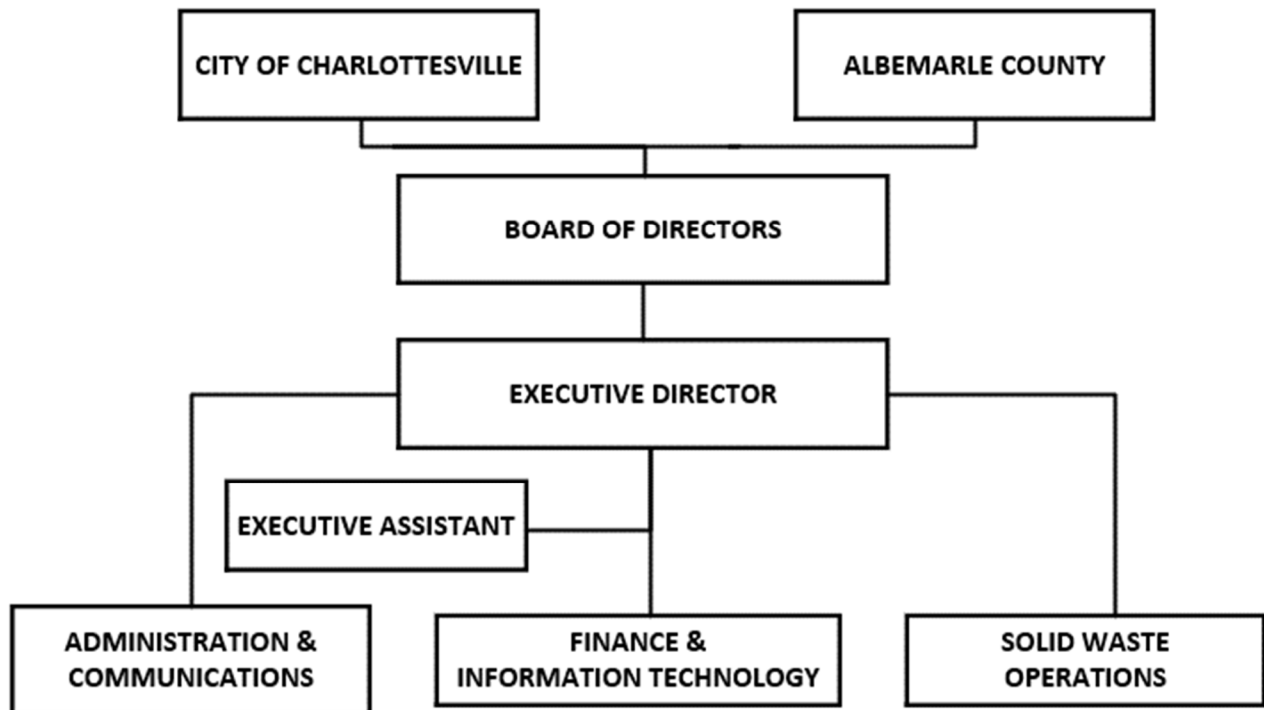 CITY OF CHARLOTTESVILLE
ALBEMARLE COUNTY
BOARD OF DIRECTORS
EXECUTIVE DIRECTOR
EXECUTIVE ASSISTANT
ADMINISTRATION &
COMMUNICATIONS
FINANCE &
INFORMATION TECHNOLOGY
SOLID WASTE
OPERATIONS